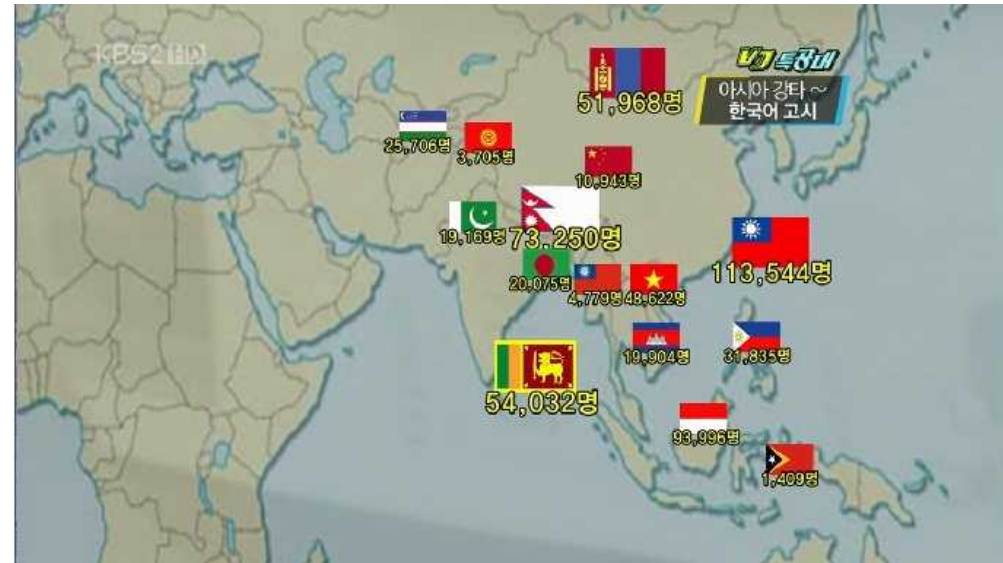 KBS2 HD
VJ 특공대
아시아 강타~
한국어 고시
51,968명
25,706명
3,705명
10,943명
19,169명
73,250명
113,544명
20,075명
4,779명
48,622명
19,904명
31,835명
54,032명
93,996명
1,409명